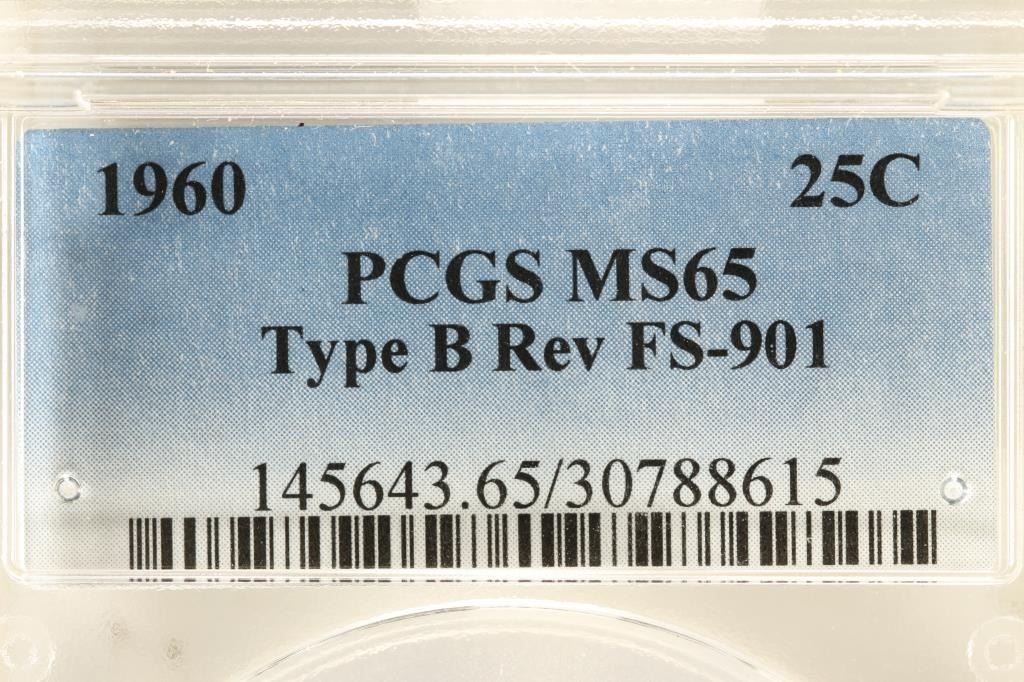 1960 25C
PCGS MS65
Type B Rev FS-901
145643.65/30788615